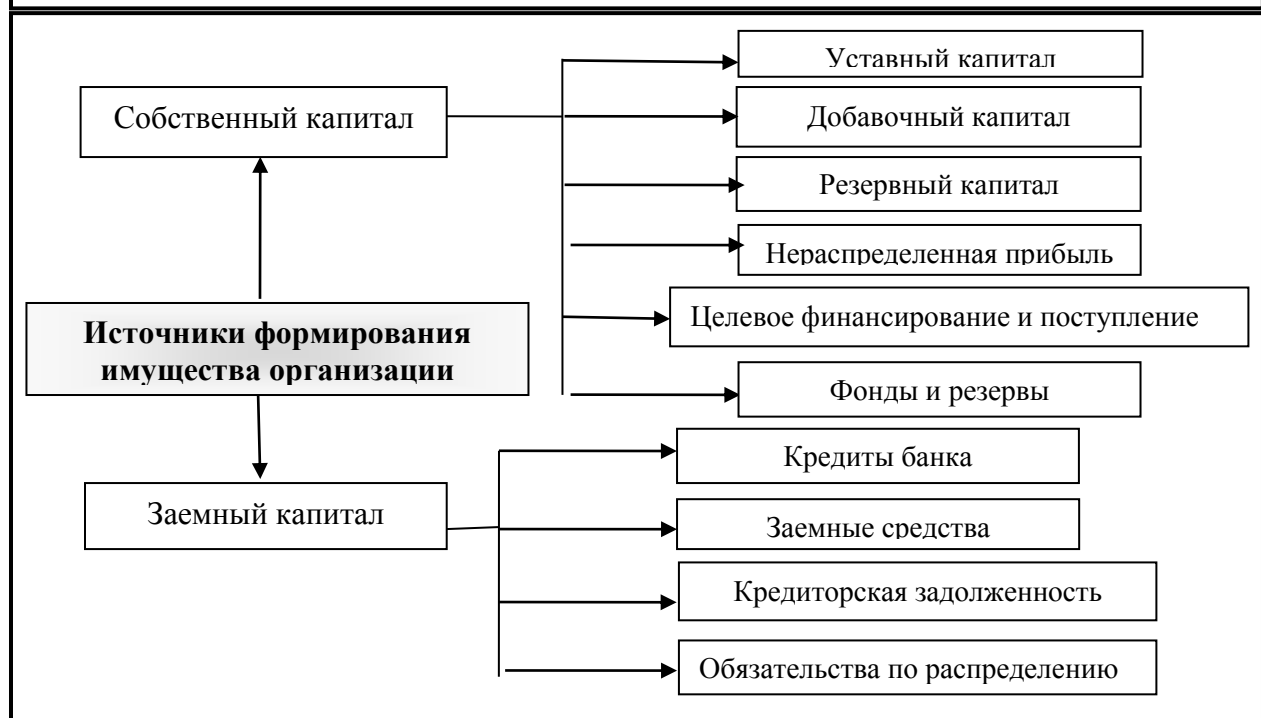 Уставный капитал
Собственный капитал
Добавочный капитал
Резервный капитал
Нераспределенная прибыль
Источники формирования
имущества организации
Целевое финансирование и поступление
Фонды и резервы
Кредиты банка
Заемный капитал
Заемные средства
Кредиторская задолженность
Обязательства по распределению